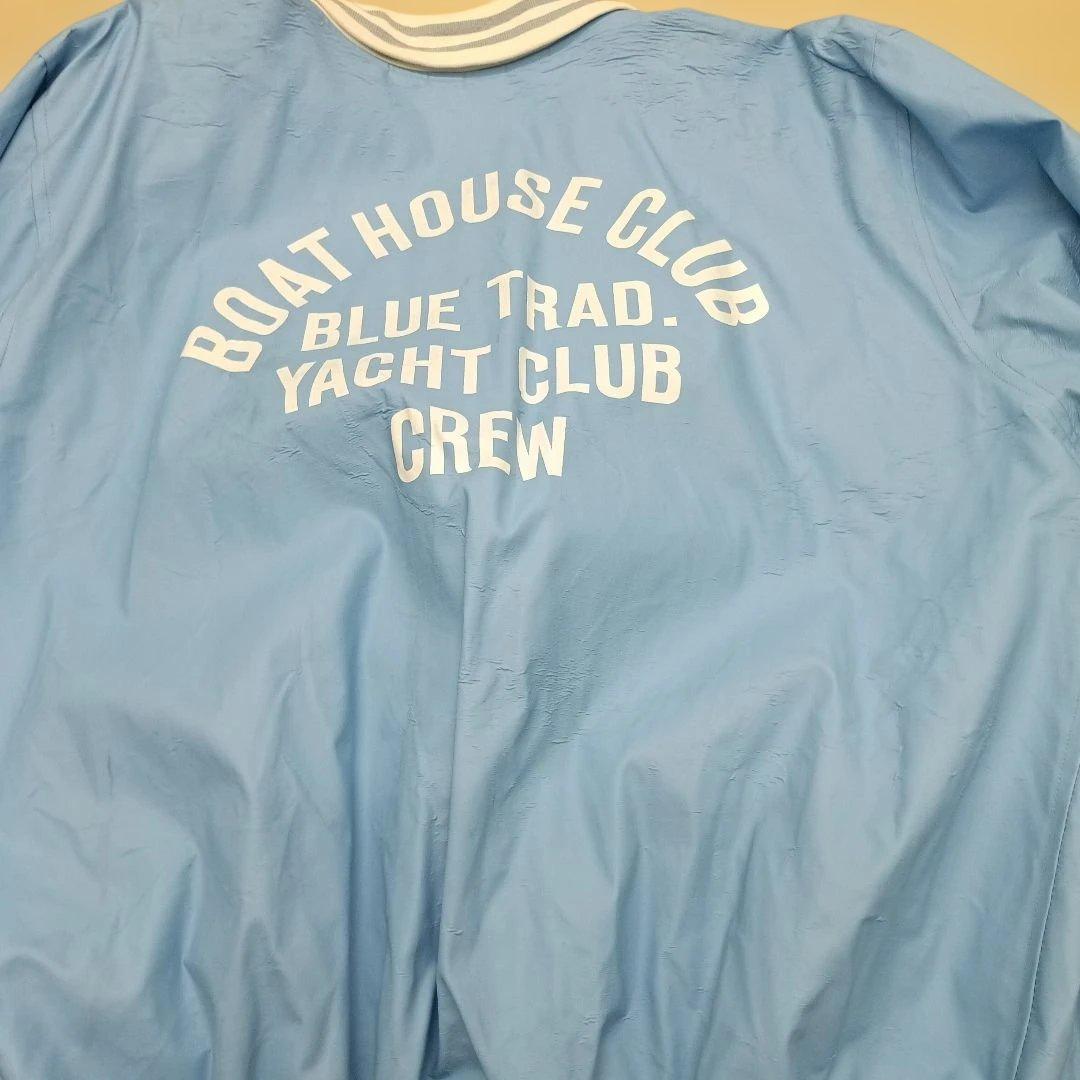 BOAT HOUSE CLUB
BLUE TRAD.
YACHT CLUB
CREW